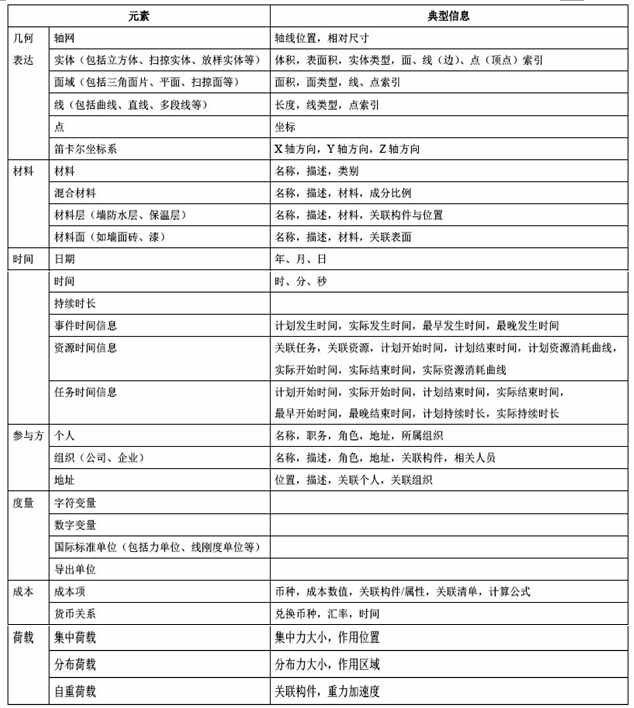 元素 典型信息
几何表达 轴网 轴线位置，相对尺寸
实体（包括立方体、扫掠实体、放样实体等） 体积，表面积，实体类型，面、线（边）、点（顶点）索引
面域（包括三角面片、平面、扫掠面等） 面积，面类型，线、点索引
线（包括曲线、直线、多段线等） 长度，线类型，点索引
点 坐标
笛卡尔坐标系 X 轴方向，Y 轴方向，Z 轴方向
材料 材料 名称，描述，类别
混合材料 名称，描述，材料，成分比例
材料层（墙防水层、保温层） 名称，描述，材料，关联构件与位置
材料面（如墙面砖、漆） 名称，描述，材料，关联表面
时间 日期 年、月、日
时间 时、分、秒
持续时长
事件时间信息 计划发生时间，实际发生时间，最早发生时间，最晚发生时间
资源时间信息 关联任务，关联资源，计划开始时间，计划结束时间，计划资源消耗曲线，
实际开始时间，实际结束时间，实际资源消耗曲线
任务时间信息 计划开始时间，实际开始时间，计划结束时间，实际结束时间，
最早开始时间，最晚结束时间，计划持续时长，实际持续时长
参与方 个人 名称，职务，角色，地址，所属组织
组织（公司、企业） 名称，描述，角色，地址，关联构件，相关人员
地址 位置，描述，关联个人，关联组织
度量 字符变量
数字变量
国际标准单位（包括力单位、线刚度单位等）
导出单位
成本 成本项 币种，成本数值，关联构件/属性，关联清单，计算公式
货币关系 兑换币种，汇率，时间
荷载 集中荷载 集中力大小，作用位置
分布荷载 分布力大小，作用区域
自重荷载 关联构件，重力加速度